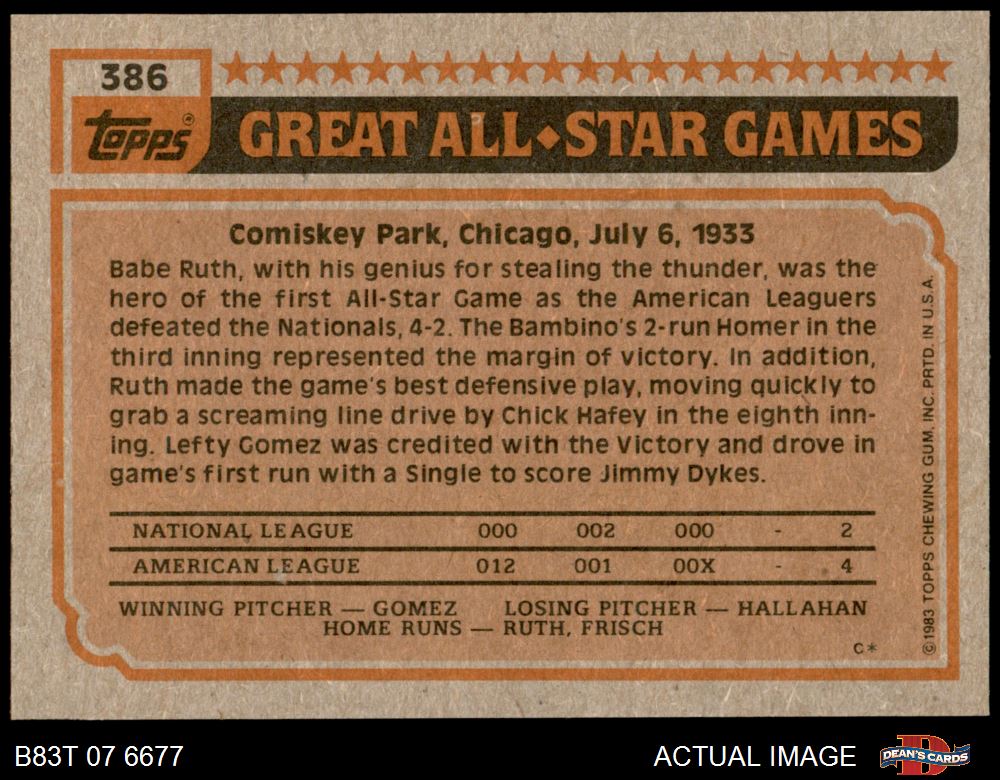 386
Topps®
GREAT ALL◆STAR GAMES
Comiskey Park, Chicago, July 6, 1933
Babe Ruth, with his genius for stealing the thunder, was the
hero of the first All-Star Game as the American Leaguers
defeated the Nationals, 4-2. The Bambino's 2-run Homer in the
third inning represented the margin of victory. In addition,
Ruth made the game's best defensive play, moving quickly to
grab a screaming line drive by Chick Hafey in the eighth inn-
ing. Lefty Gomez was credited with the Victory and drove in
game's first run with a Single to score Jimmy Dykes.
NATIONAL LEAGUE 000 002 000 - 2
AMERICAN LEAGUE 012 001 00X - 4
WINNING PITCHER — GOMEZ LOSING PITCHER — HALLAHAN
HOME RUNS — RUTH, FRISCH
C*
©1983 TOPPS CHEWING GUM, INC. PRTD. IN U.S.A.
B83T 07 6677
ACTUAL IMAGE
DEAN'S CARDS